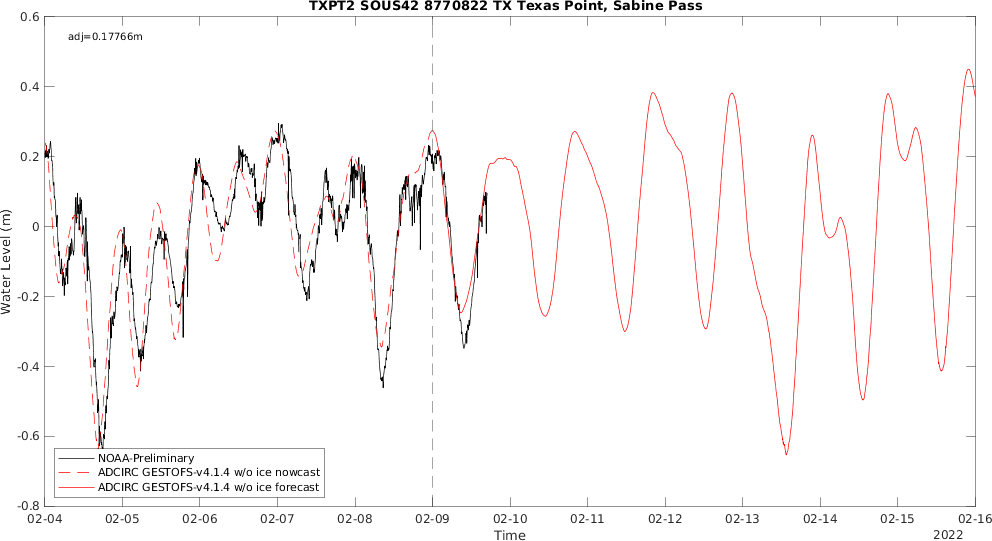 TXPT2 SOUS42 8770822 TX Texas Point, Sabine Pass
adj=0.17766m
Water Level (m)
0.6
0.4
0.2
0
-0.2
-0.4
-0.6
-0.8
NOAA-Preliminary
ADCIRC GESTOFS-v4.1.4 w/o ice nowcast
ADCIRC GESTOFS-v4.1.4 w/o ice forecast
02-04 02-05 02-06 02-07 02-08 02-09 02-10 02-11 02-12 02-13 02-14 02-15 02-16
Time
2022